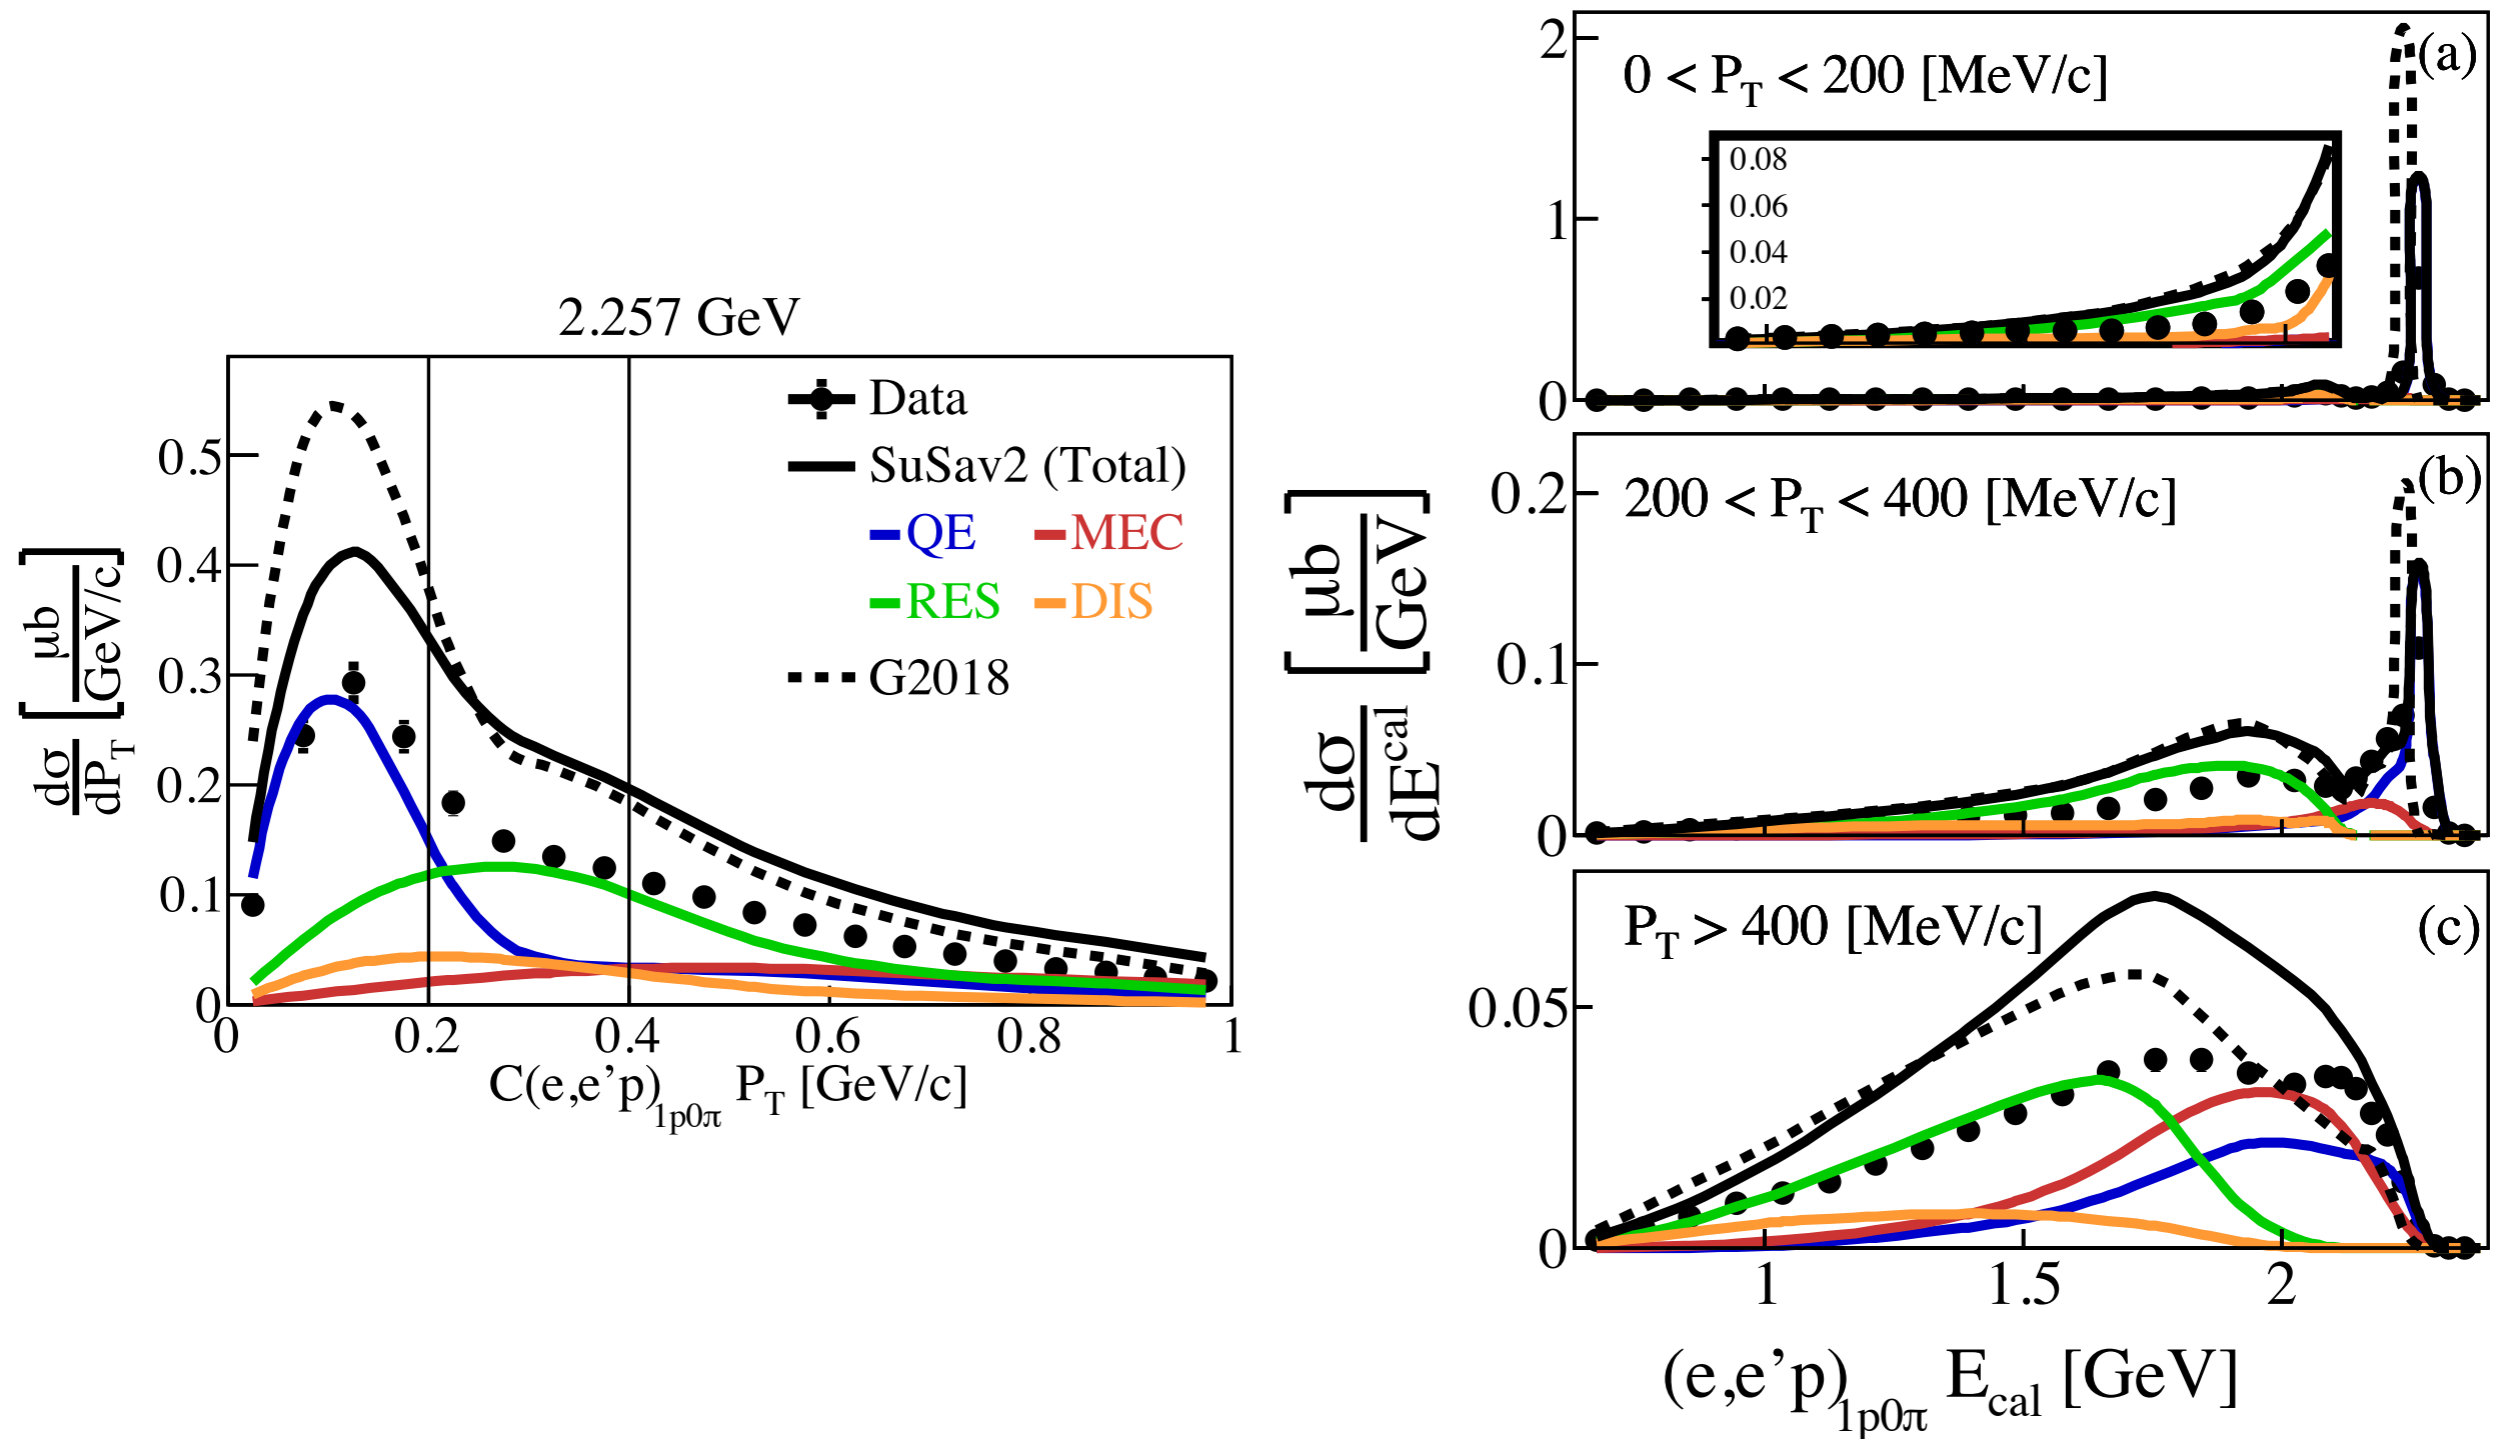 2.257 GeV
Data
SuSav2 (Total)
QE MEC
RES DIS
G2018
0.5
0.4
0.3
0.2
0.1
0
0 0.2 0.4 0.6 0.8 1
dσ/dP_T [μb/GeV/c]
C(e,e'p)_1p0π P_T [GeV/c]
2
1
0
0 < P_T < 200 [MeV/c]
(a)
0.08
0.06
0.04
0.02
0.2
0.1
0
200 < P_T < 400 [MeV/c]
(b)
0.05
0
P_T > 400 [MeV/c]
(c)
1 1.5 2
dσ/dE^cal [μb/GeV]
(e,e'p)_1p0π E_cal [GeV]